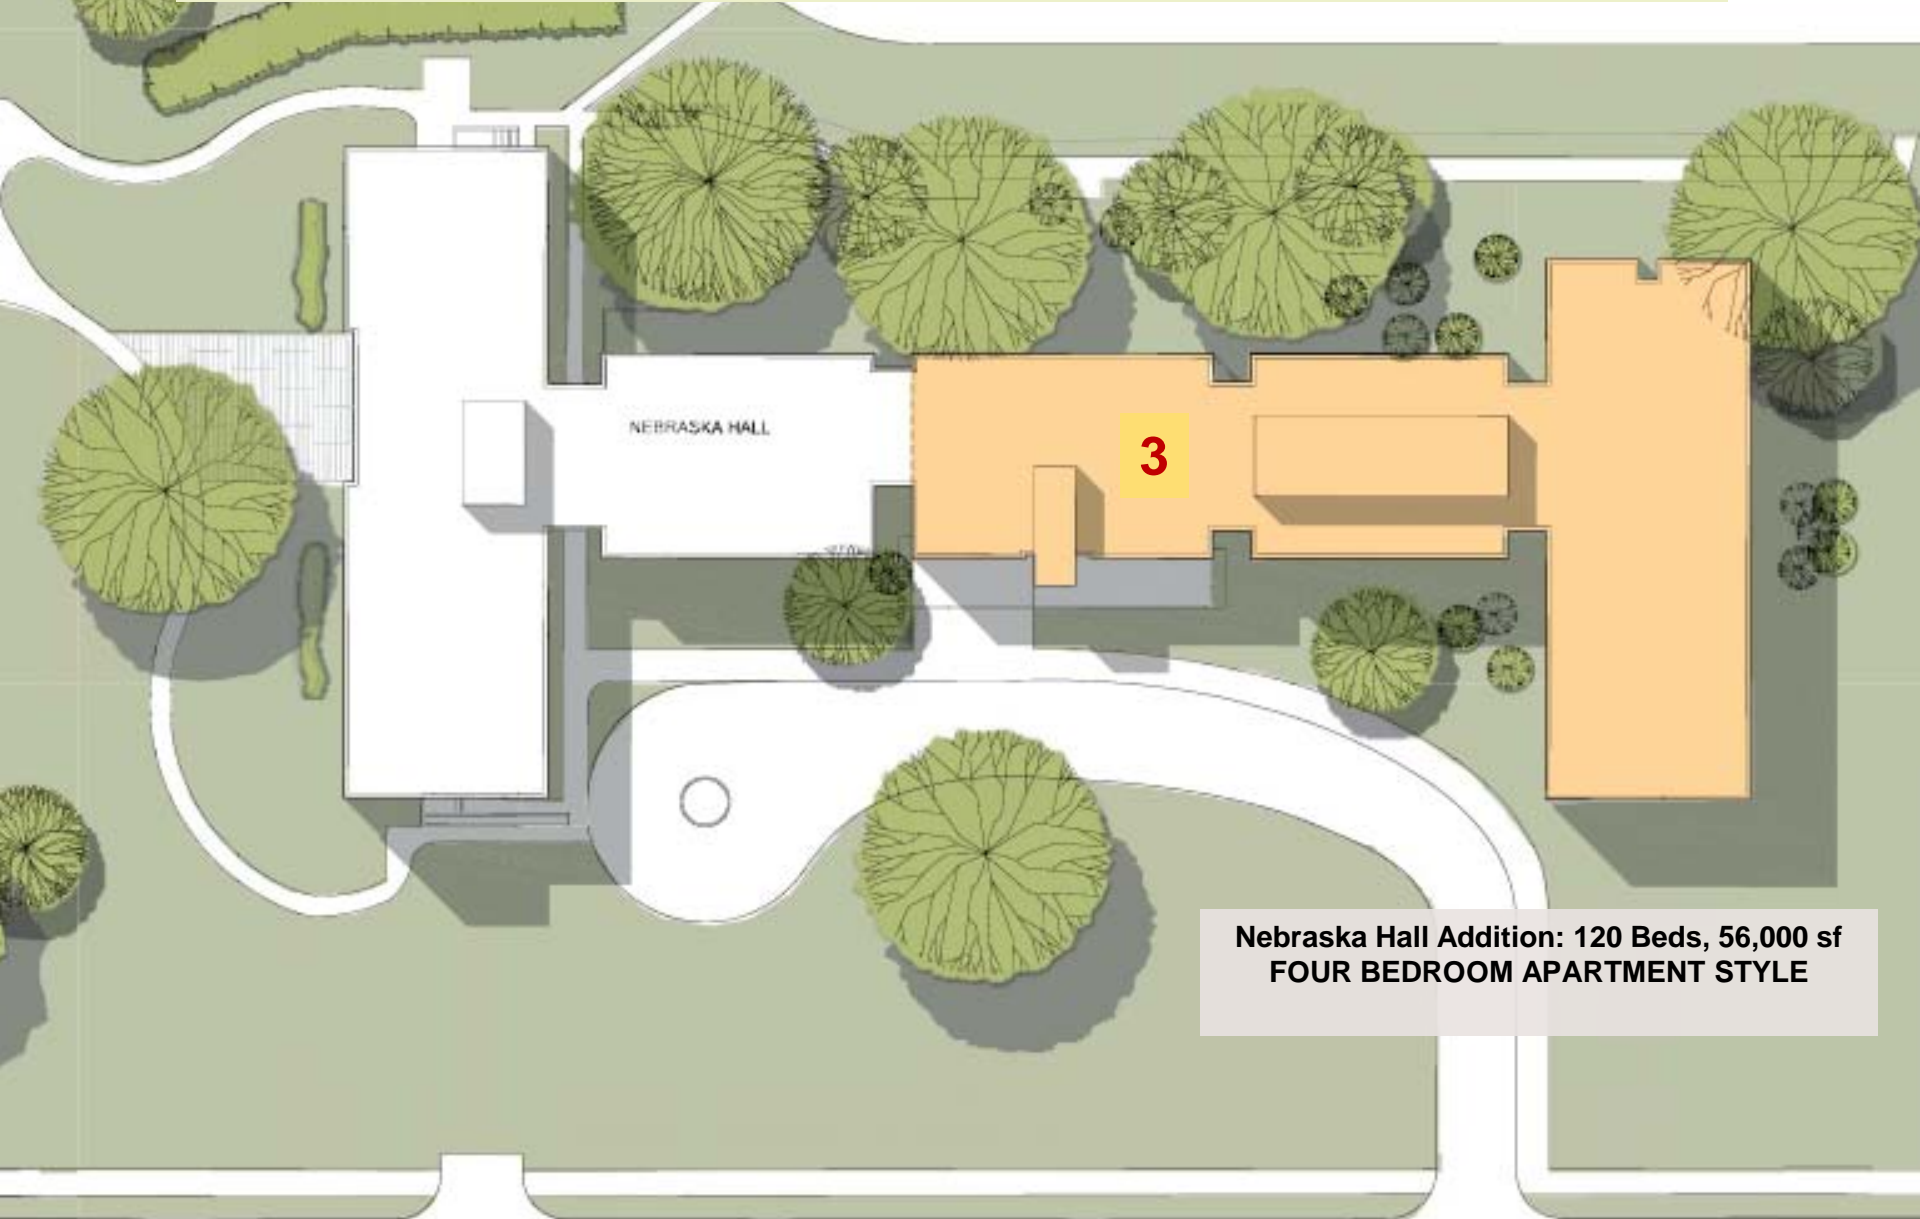 NEBRASKA HALL
3
Nebraska Hall Addition: 120 Beds, 56,000 sf
FOUR BEDROOM APARTMENT STYLE